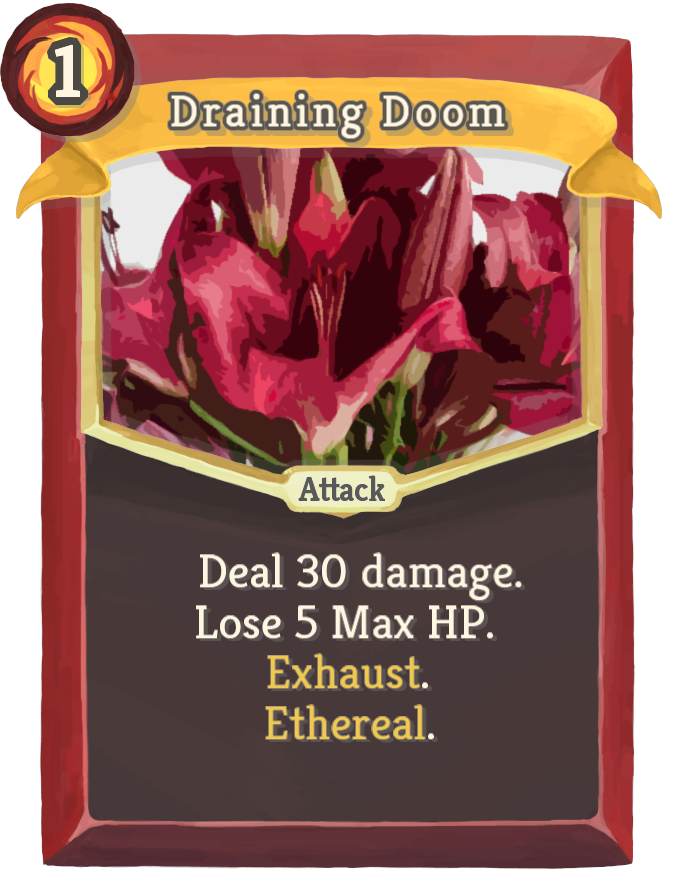 1
Draining Doom
Attack
Deal 30 damage.
Lose 5 Max HP.
Exhaust.
Ethereal.